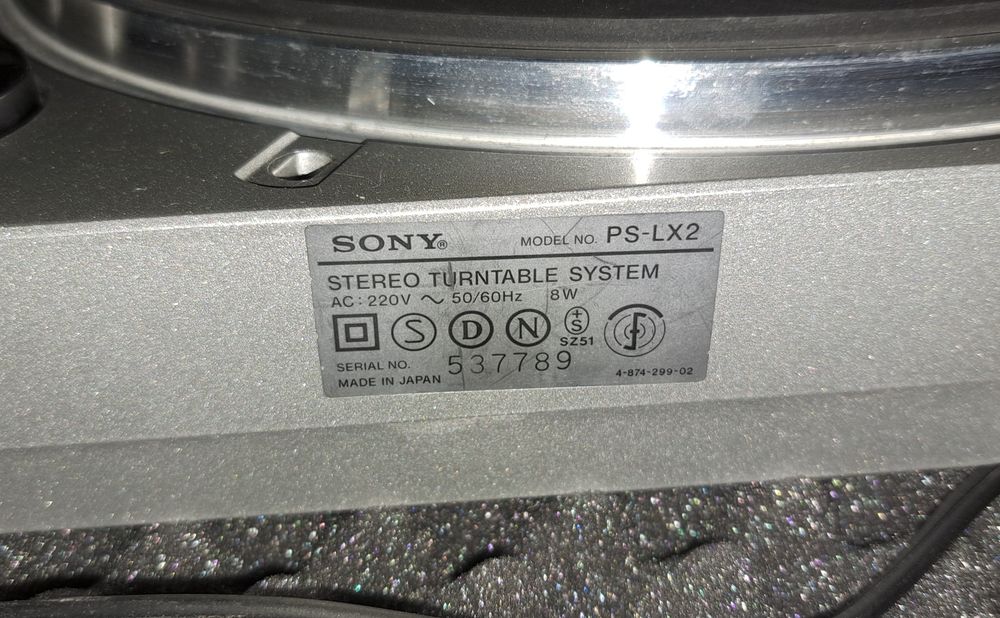 SONY® MODEL NO. PS-LX2
STEREO TURNTABLE SYSTEM
AC: 220V ~ 50/60Hz 8W
S D N +S
SZ51
SERIAL NO. 537789
MADE IN JAPAN 4-874-299-02